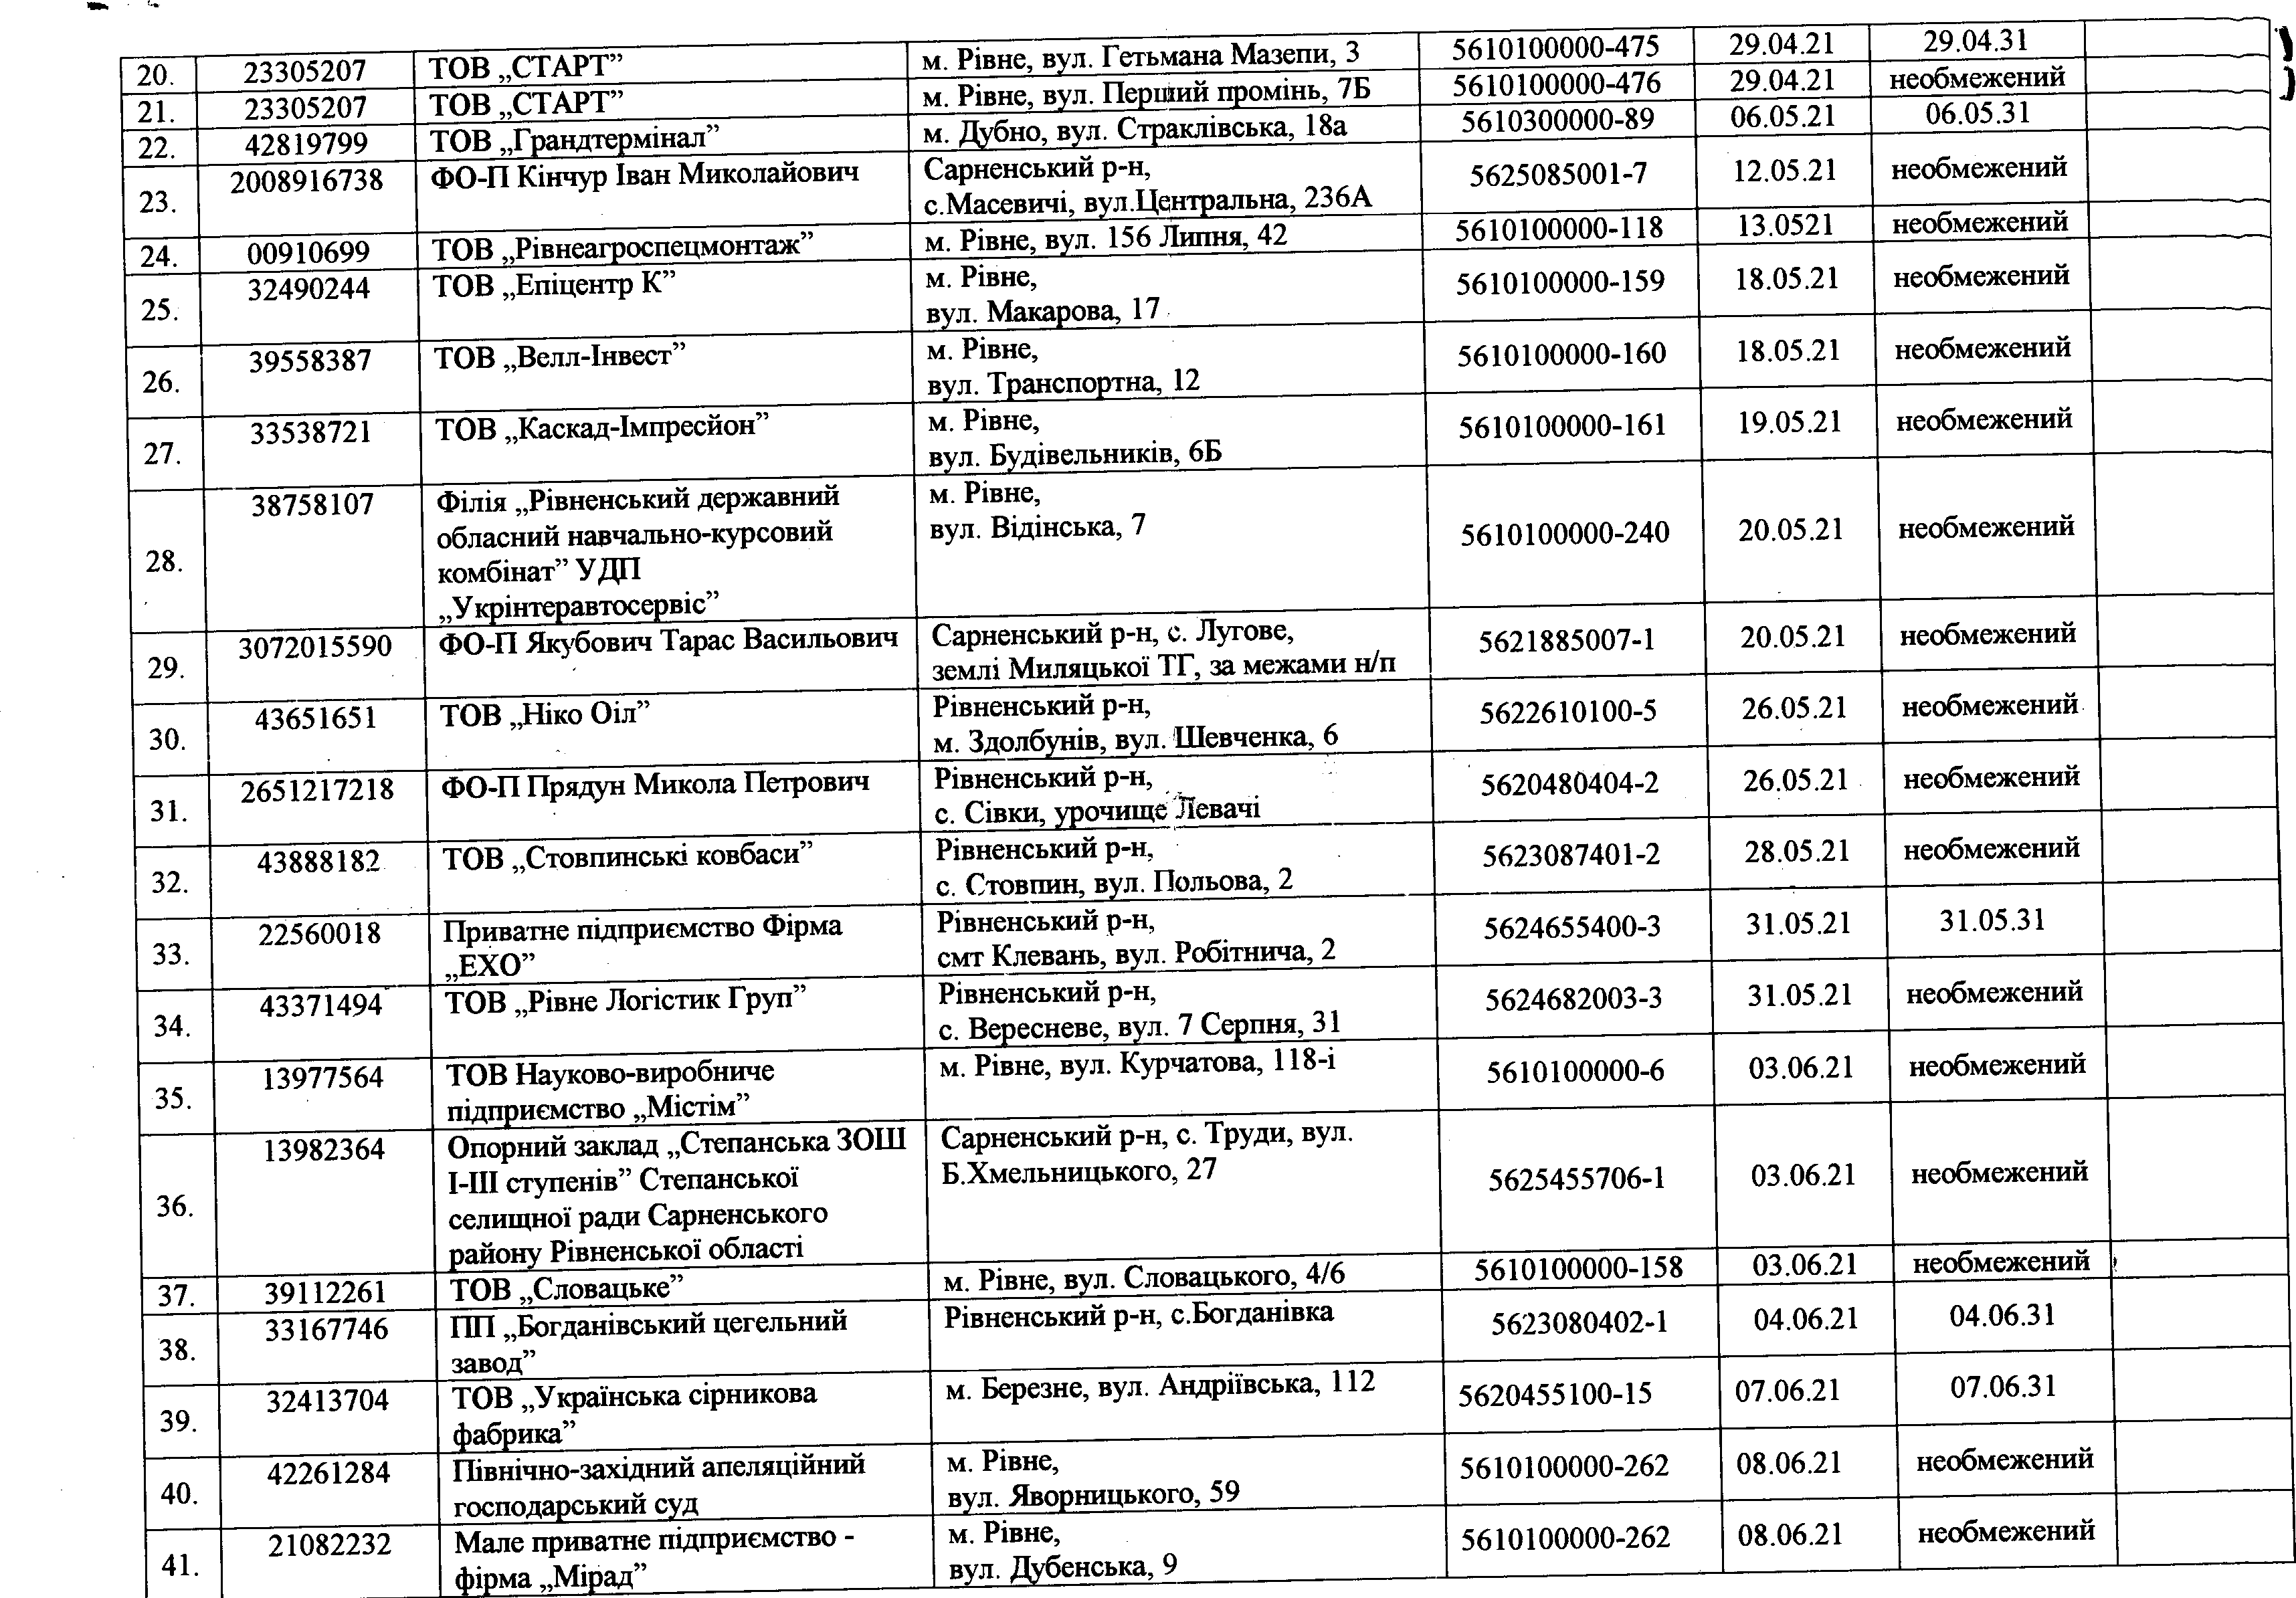 20. 23305207 ТОВ „СТАРТ” м. Рівне, вул. Гетьмана Мазепи, 3 5610100000-475 29.04.21 29.04.31
21. 23305207 ТОВ „СТАРТ” м. Рівне, вул. Перший промінь, 7Б 5610100000-476 29.04.21 необмежений
22. 42819799 ТОВ „Грандтермінал” м. Дубно, вул. Страклівська, 18а 5610300000-89 06.05.21 06.05.31
23. 2008916738 ФО-П Кінчур Іван Миколайович Сарненський р-н, 5625085001-7 12.05.21 необмежений
с.Масевичі, вул.Центральна, 236А
24. 00910699 ТОВ „Рівнеагроспецмонтаж” м. Рівне, вул. 156 Липня, 42 5610100000-118 13.0521 необмежений
25. 32490244 ТОВ „Епіцентр К” м. Рівне, 5610100000-159 18.05.21 необмежений
вул. Макарова, 17
26. 39558387 ТОВ „Велл-Інвест” м. Рівне, 5610100000-160 18.05.21 необмежений
вул. Транспортна, 12
27. 33538721 ТОВ „Каскад-Імпресйон” м. Рівне, 5610100000-161 19.05.21 необмежений
вул. Будівельників, 6Б
28. 38758107 Філія „Рівненський державний м. Рівне, 5610100000-240 20.05.21 необмежений
обласний навчально-курсовий вул. Відінська, 7
комбінат” УДП
„Укрінтеравтосервіс”
29. 3072015590 ФО-П Якубович Тарас Васильович Сарненський р-н, с. Лугове, 5621885007-1 20.05.21 необмежений
землі Миляцької ТГ, за межами н/п
30. 43651651 ТОВ „Ніко Оіл” Рівненський р-н, 5622610100-5 26.05.21 необмежений
м. Здолбунів, вул. Шевченка, 6
31. 2651217218 ФО-П Прядун Микола Петрович Рівненський р-н, 5620480404-2 26.05.21 необмежений
с. Сівки, урочище Левачі
32. 43888182 ТОВ „Стовпинські ковбаси” Рівненський р-н, 5623087401-2 28.05.21 необмежений
с. Стовпин, вул. Польова, 2
33. 22560018 Приватне підприємство Фірма Рівненський р-н, 5624655400-3 31.05.21 31.05.31
„ЕХО” смт Клевань, вул. Робітнича, 2
34. 43371494 ТОВ „Рівне Логістик Груп” Рівненський р-н, 5624682003-3 31.05.21 необмежений
с. Вересневе, вул. 7 Серпня, 31
35. 13977564 ТОВ Науково-виробниче м. Рівне, вул. Курчатова, 118-і 5610100000-6 03.06.21 необмежений
підприємство „Містім”
36. 13982364 Опорний заклад „Степанська ЗОШ Сарненський р-н, с. Труди, вул. 5625455706-1 03.06.21 необмежений
І-ІІІ ступенів” Степанської Б.Хмельницького, 27
селищної ради Сарненського
району Рівненської області
37. 39112261 ТОВ „Словацьке” м. Рівне, вул. Словацького, 4/6 5610100000-158 03.06.21 необмежений
38. 33167746 ПП „Богданівський цегельний Рівненський р-н, с.Богданівка 5623080402-1 04.06.21 04.06.31
завод”
39. 32413704 ТОВ „Українська сірникова м. Березне, вул. Андріївська, 112 5620455100-15 07.06.21 07.06.31
фабрика”
40. 42261284 Північно-західний апеляційний м. Рівне, 5610100000-262 08.06.21 необмежений
господарський суд вул. Яворницького, 59
41. 21082232 Мале приватне підприємство - м. Рівне, 5610100000-262 08.06.21 необмежений
фірма „Мірад” вул. Дубенська, 9